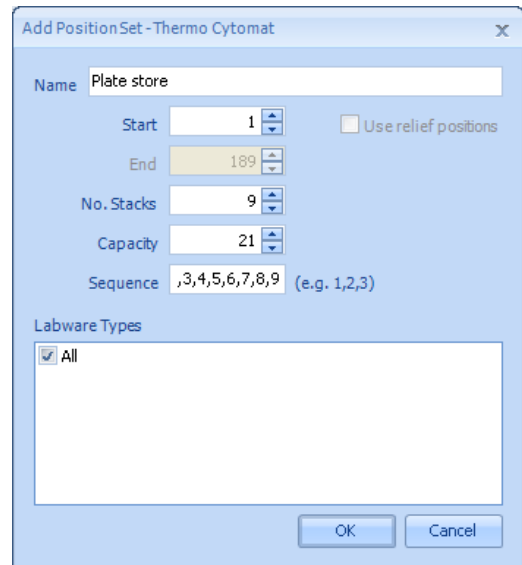 Add Position Set - Thermo Cytomat
Name Plate store
Start 1 Use relief positions
End 189
No. Stacks 9
Capacity 21
Sequence ,3,4,5,6,7,8,9 (e.g. 1,2,3)
Labware Types
All
OK Cancel